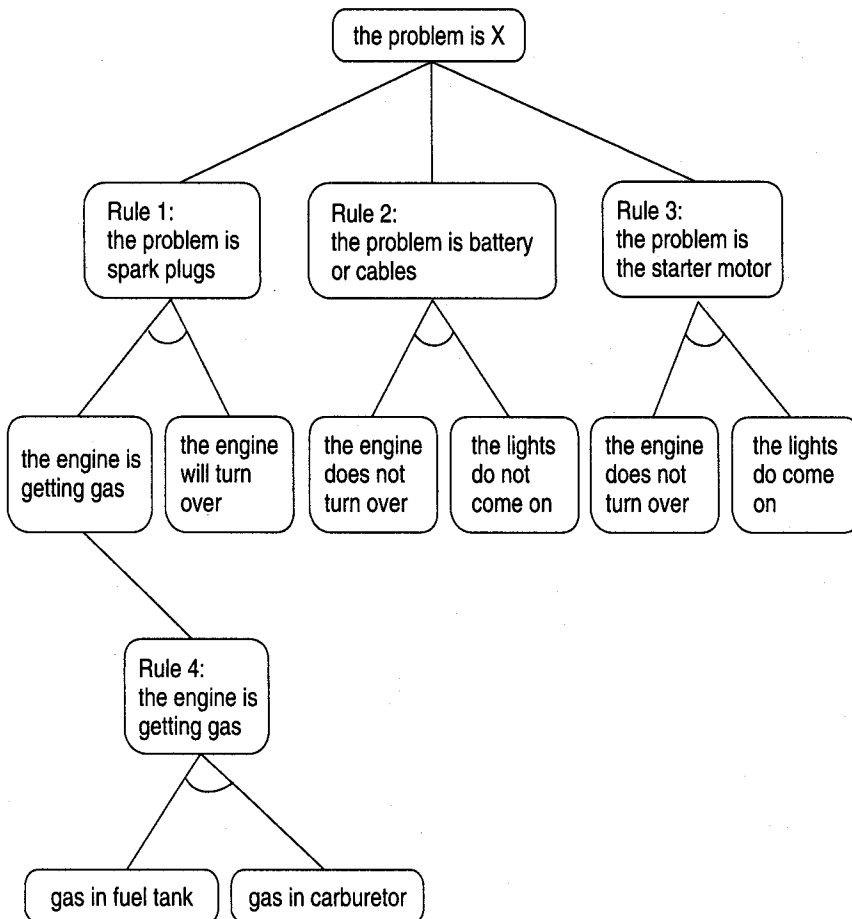 the problem is X
Rule 1:
the problem is
spark plugs
Rule 2:
the problem is battery
or cables
Rule 3:
the problem is
the starter motor
the engine is
getting gas
the engine
will turn
over
the engine
does not
turn over
the lights
do not
come on
the engine
does not
turn over
the lights
do come
on
Rule 4:
the engine is
getting gas
gas in fuel tank
gas in carburetor